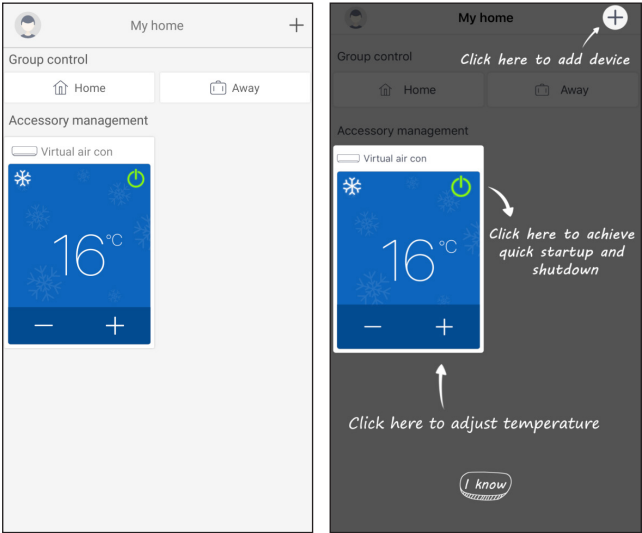 My home
Group control
Home
Away
Accessory management
Virtual air con
16°C
My home
Click here to add device
Group control
Home
Away
Accessory management
Virtual air con
16°C
Click here to achieve
quick startup and
shutdown
Click here to adjust temperature
I know